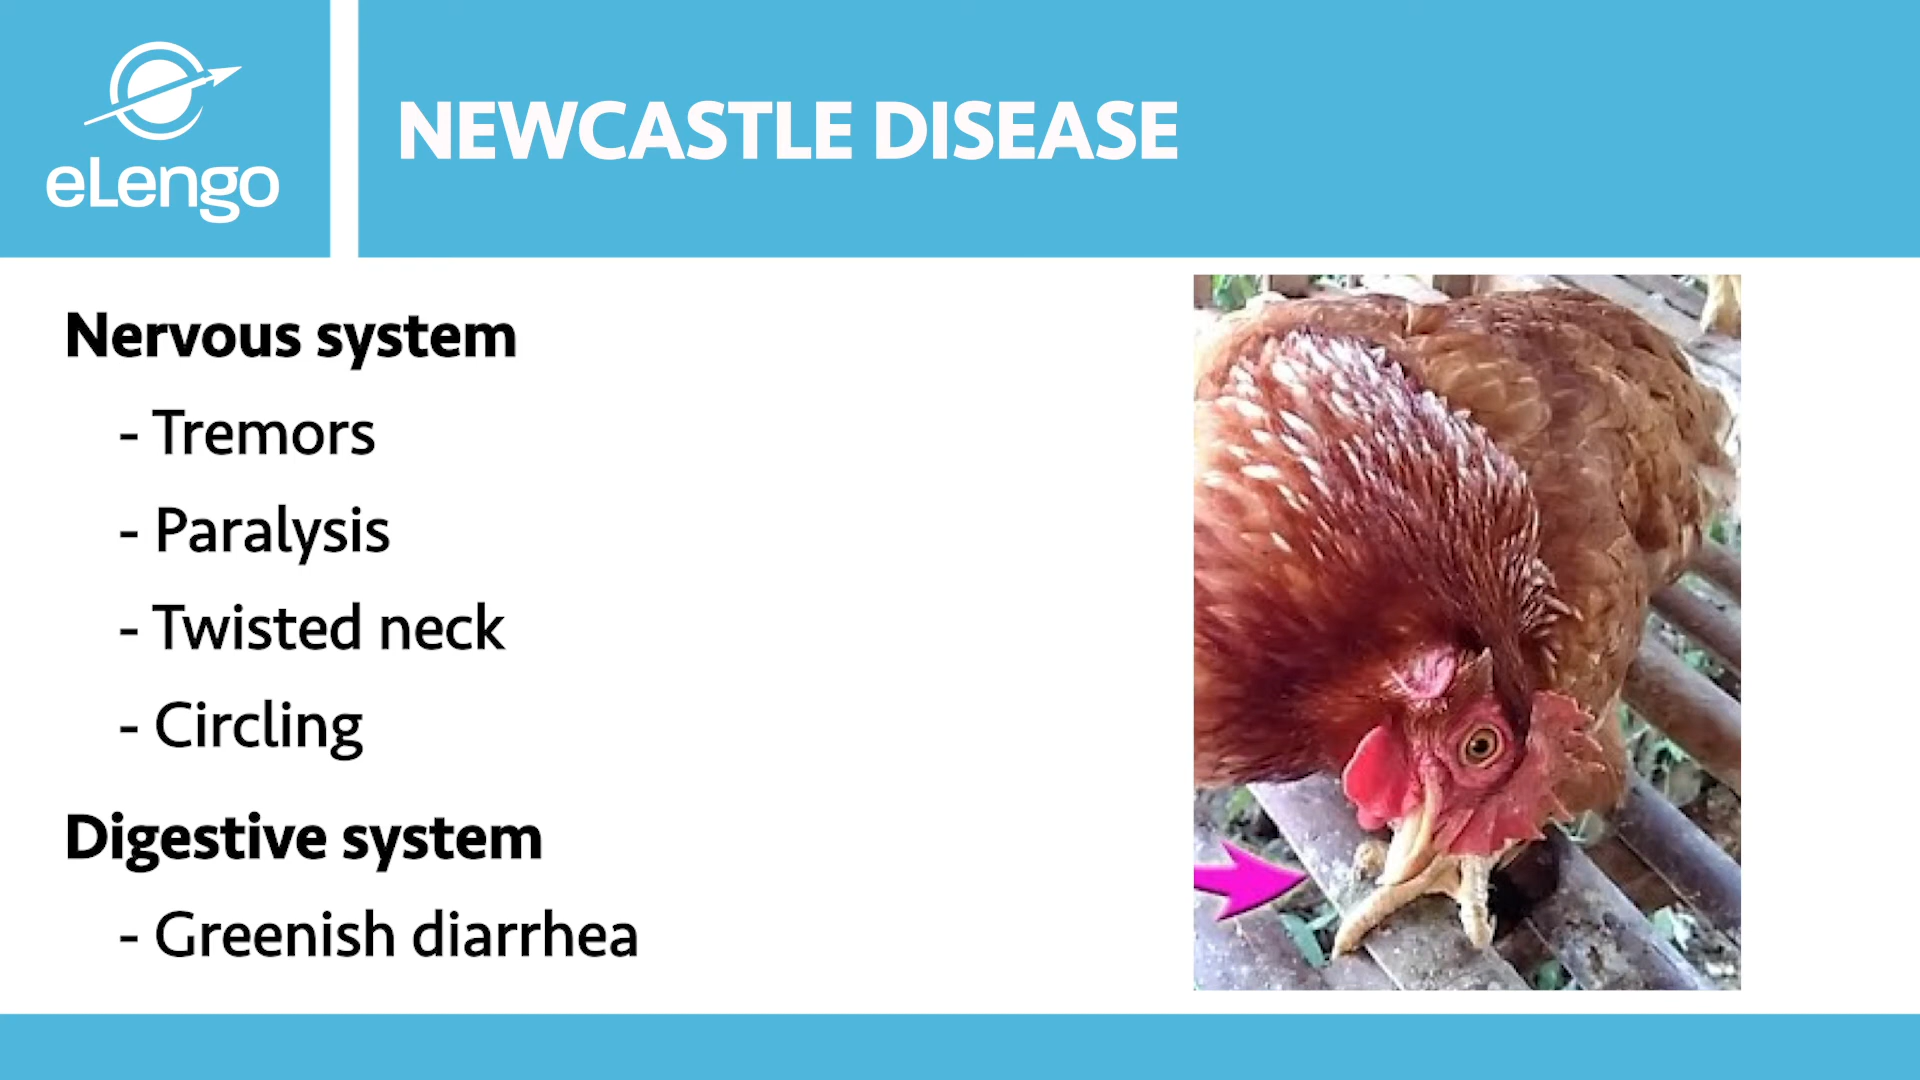 eLengo
NEWCASTLE DISEASE
Nervous system
- Tremors
- Paralysis
- Twisted neck
- Circling
Digestive system
- Greenish diarrhea